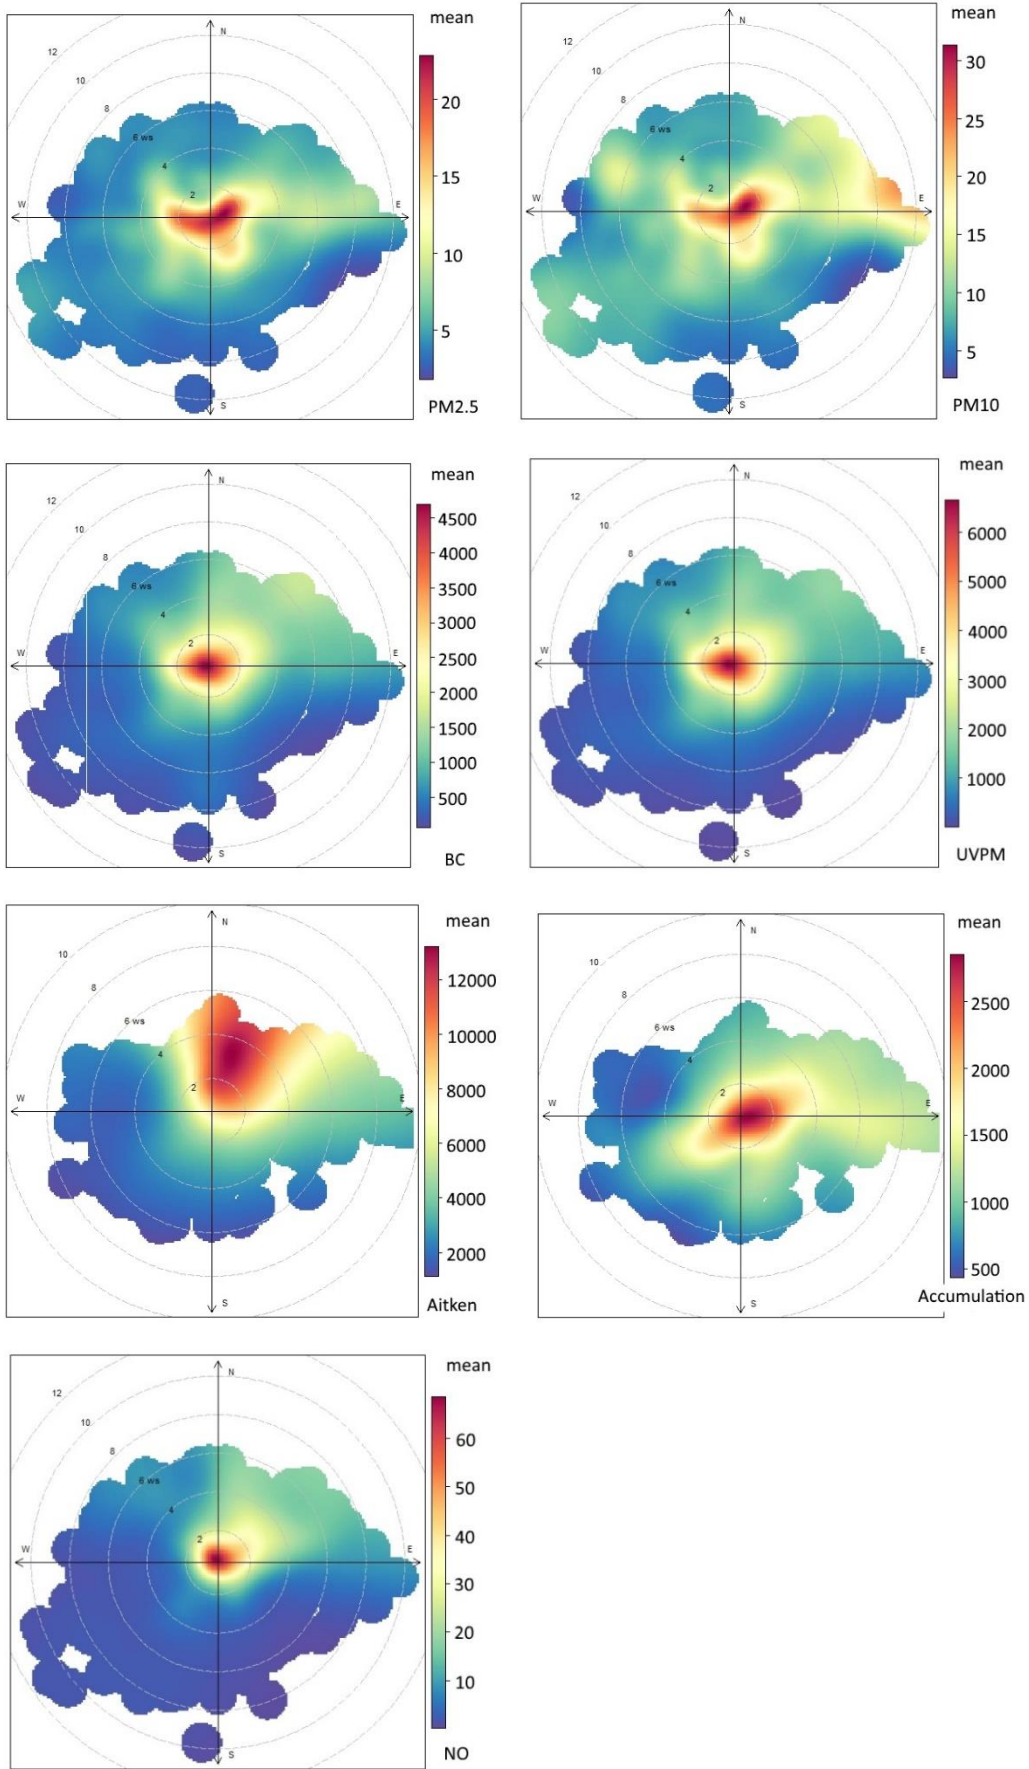 mean
N
12
10
8
6 ws
4
2
W
E
S
20
15
10
5
PM2.5
mean
N
12
10
8
6 ws
4
2
W
E
S
30
25
20
15
10
5
PM10
mean
N
12
10
8
6 ws
4
2
W
E
S
4500
4000
3500
3000
2500
2000
1500
1000
500
BC
mean
N
12
10
8
6 ws
4
2
W
E
S
6000
5000
4000
3000
2000
1000
UVPM
mean
N
10
8
6 ws
4
2
W
E
S
12000
10000
8000
6000
4000
2000
Aitken
mean
N
10
8
6 ws
4
2
W
E
S
2500
2000
1500
1000
500
Accumulation
mean
N
12
10
8
6 ws
4
2
W
E
S
60
50
40
30
20
10
NO